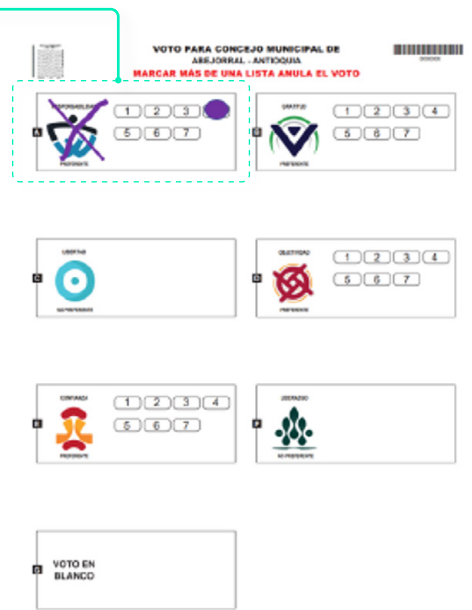 VOTO PARA CONCEJO MUNICIPAL DE
ABEJORRAL - ANTIOQUIA
MARCAR MÁS DE UNA LISTA ANULA EL VOTO
A
1 2 3
5 6 7
PREFERENTE
GRATITUD
1 2 3 4
B
5 6 7
PREFERENTE
LIBERTAD
C
NO PREFERENTE
OBJETIVIDAD
1 2 3 4
D
5 6 7
PREFERENTE
CONFIANZA
1 2 3 4
E
5 6 7
PREFERENTE
LIDERAZGO
F
NO PREFERENTE
G
VOTO EN
BLANCO